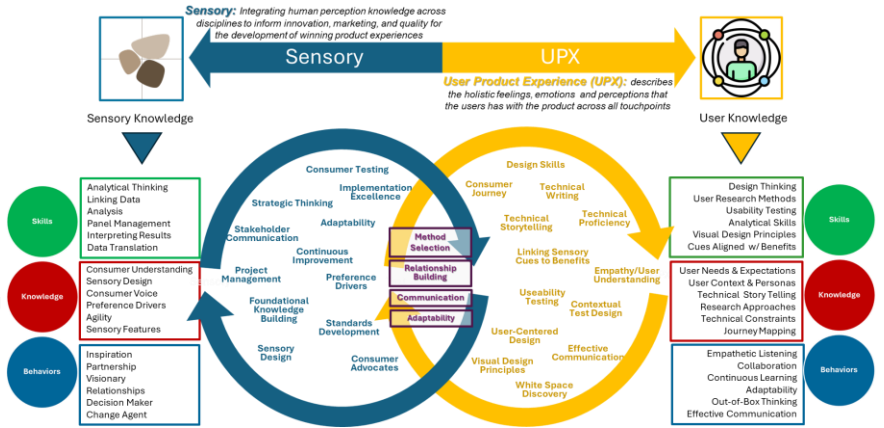 Sensory: Integrating human perception knowledge across
disciplines to inform innovation, marketing, and quality for
the development of winning product experiences
Sensory
UPX
User Product Experience (UPX): describes
the holistic feelings, emotions and perceptions that
the users has with the product across all touchpoints
Sensory Knowledge
User Knowledge
Skills
Analytical Thinking
Linking Data
Analysis
Panel Management
Interpreting Results
Data Translation
Knowledge
Consumer Understanding
Sensory Design
Consumer Voice
Preference Drivers
Agility
Sensory Features
Behaviors
Inspiration
Partnership
Visionary
Relationships
Decision Maker
Change Agent
Consumer Testing
Implementation
Excellence
Strategic Thinking
Adaptability
Stakeholder
Communication
Continuous
Improvement
Project
Management
Preference
Drivers
Foundational
Knowledge
Building
Standards
Development
Sensory
Design
Consumer
Advocates
Method
Selection
Relationship
Building
Communication
Adaptability
Design Skills
Consumer
Journey
Technical
Writing
Technical
Storytelling
Technical
Proficiency
Linking Sensory
Cues to Benefits
Empathy/User
Understanding
Useability
Testing
Contextual
Test Design
User-Centered
Design
Effective
Communication
Visual Design
Principles
White Space
Discovery
Design Thinking
User Research Methods
Usability Testing
Analytical Skills
Visual Design Principles
Cues Aligned w/ Benefits
Skills
User Needs & Expectations
User Context & Personas
Technical Story Telling
Research Approaches
Technical Constraints
Journey Mapping
Knowledge
Empathetic Listening
Collaboration
Continuous Learning
Adaptability
Out-of-Box Thinking
Effective Communication
Behaviors